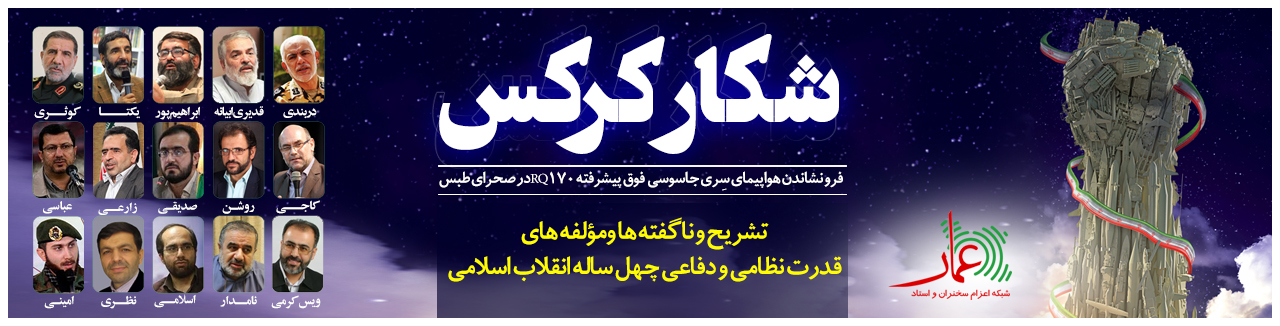 شکار کرکس
فرو نشاندن هواپیمای سِری جاسوسی فوق پیشرفته RQ۱۷۰ در صحرای طبس
تشریح و ناگفته ها و مؤلفه های
قدرت نظامی و دفاعی چهل ساله انقلاب اسلامی
عمار
شبکه اعزام سخنران و استاد
دربندی
قدیری ابیانه
ابراهیم پور
یکتا
کوثری
کاجی
روشن
صدیقی
زارعی
عباسی
ویس کرمی
نامدار
اسلامی
نظری
امینی